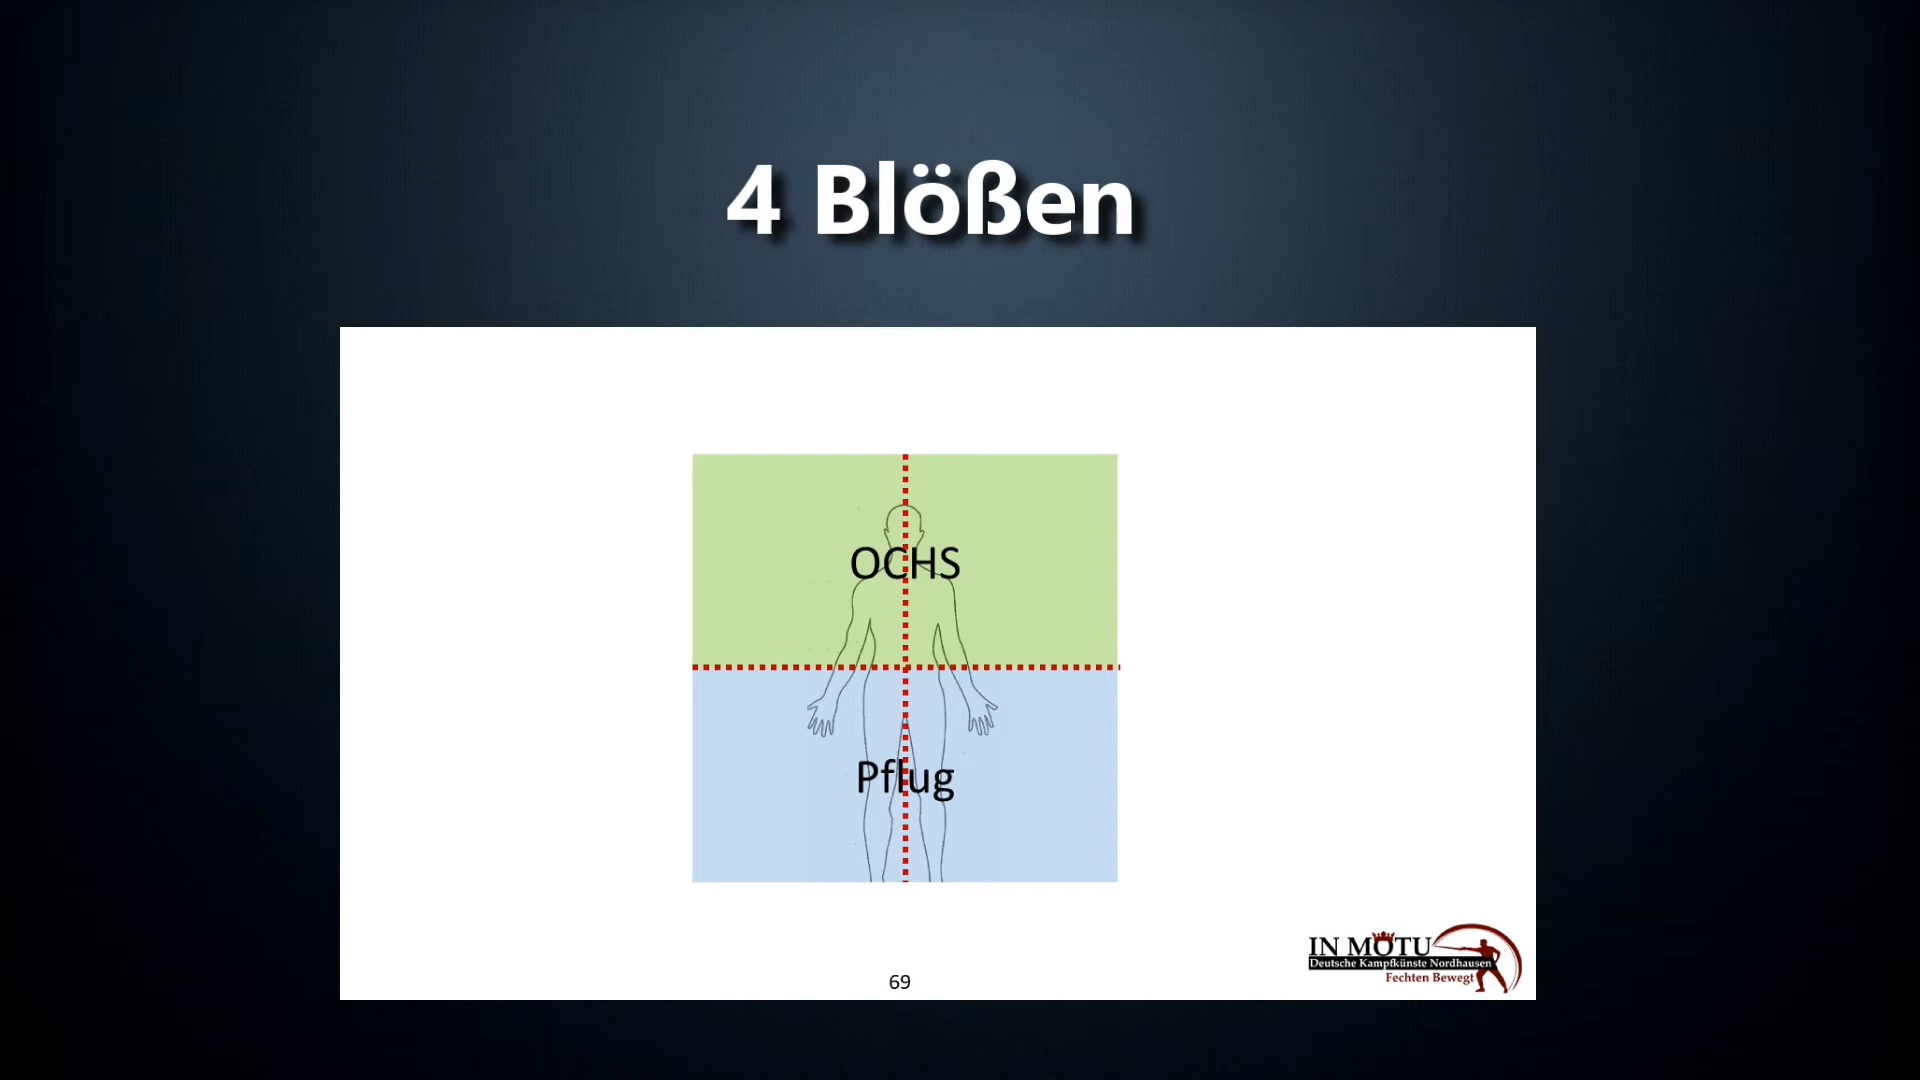 4 Blößen
OCHS
Pflug
69
IN MOTU
Deutsche Kampfkünste Nordhausen
Fechten Bewegt